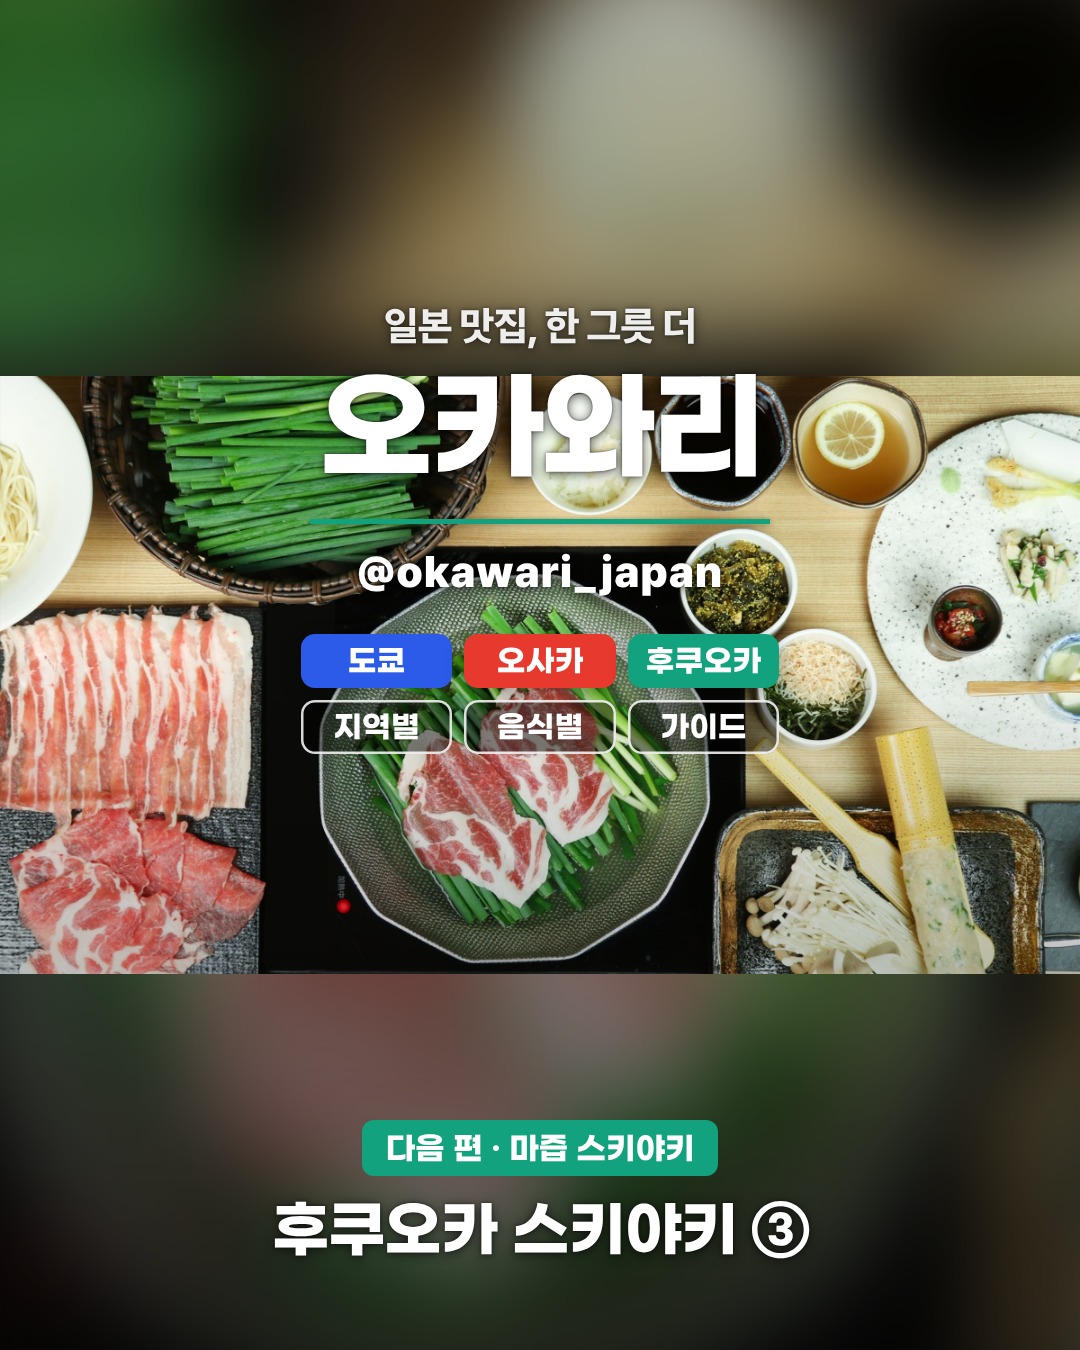 일본 맛집, 한 그릇 더
오카와리
@okawari_japan
도쿄 오사카 후쿠오카
지역별 음식별 가이드
다음 편 · 마즙 스키야키
후쿠오카 스키야키 ③